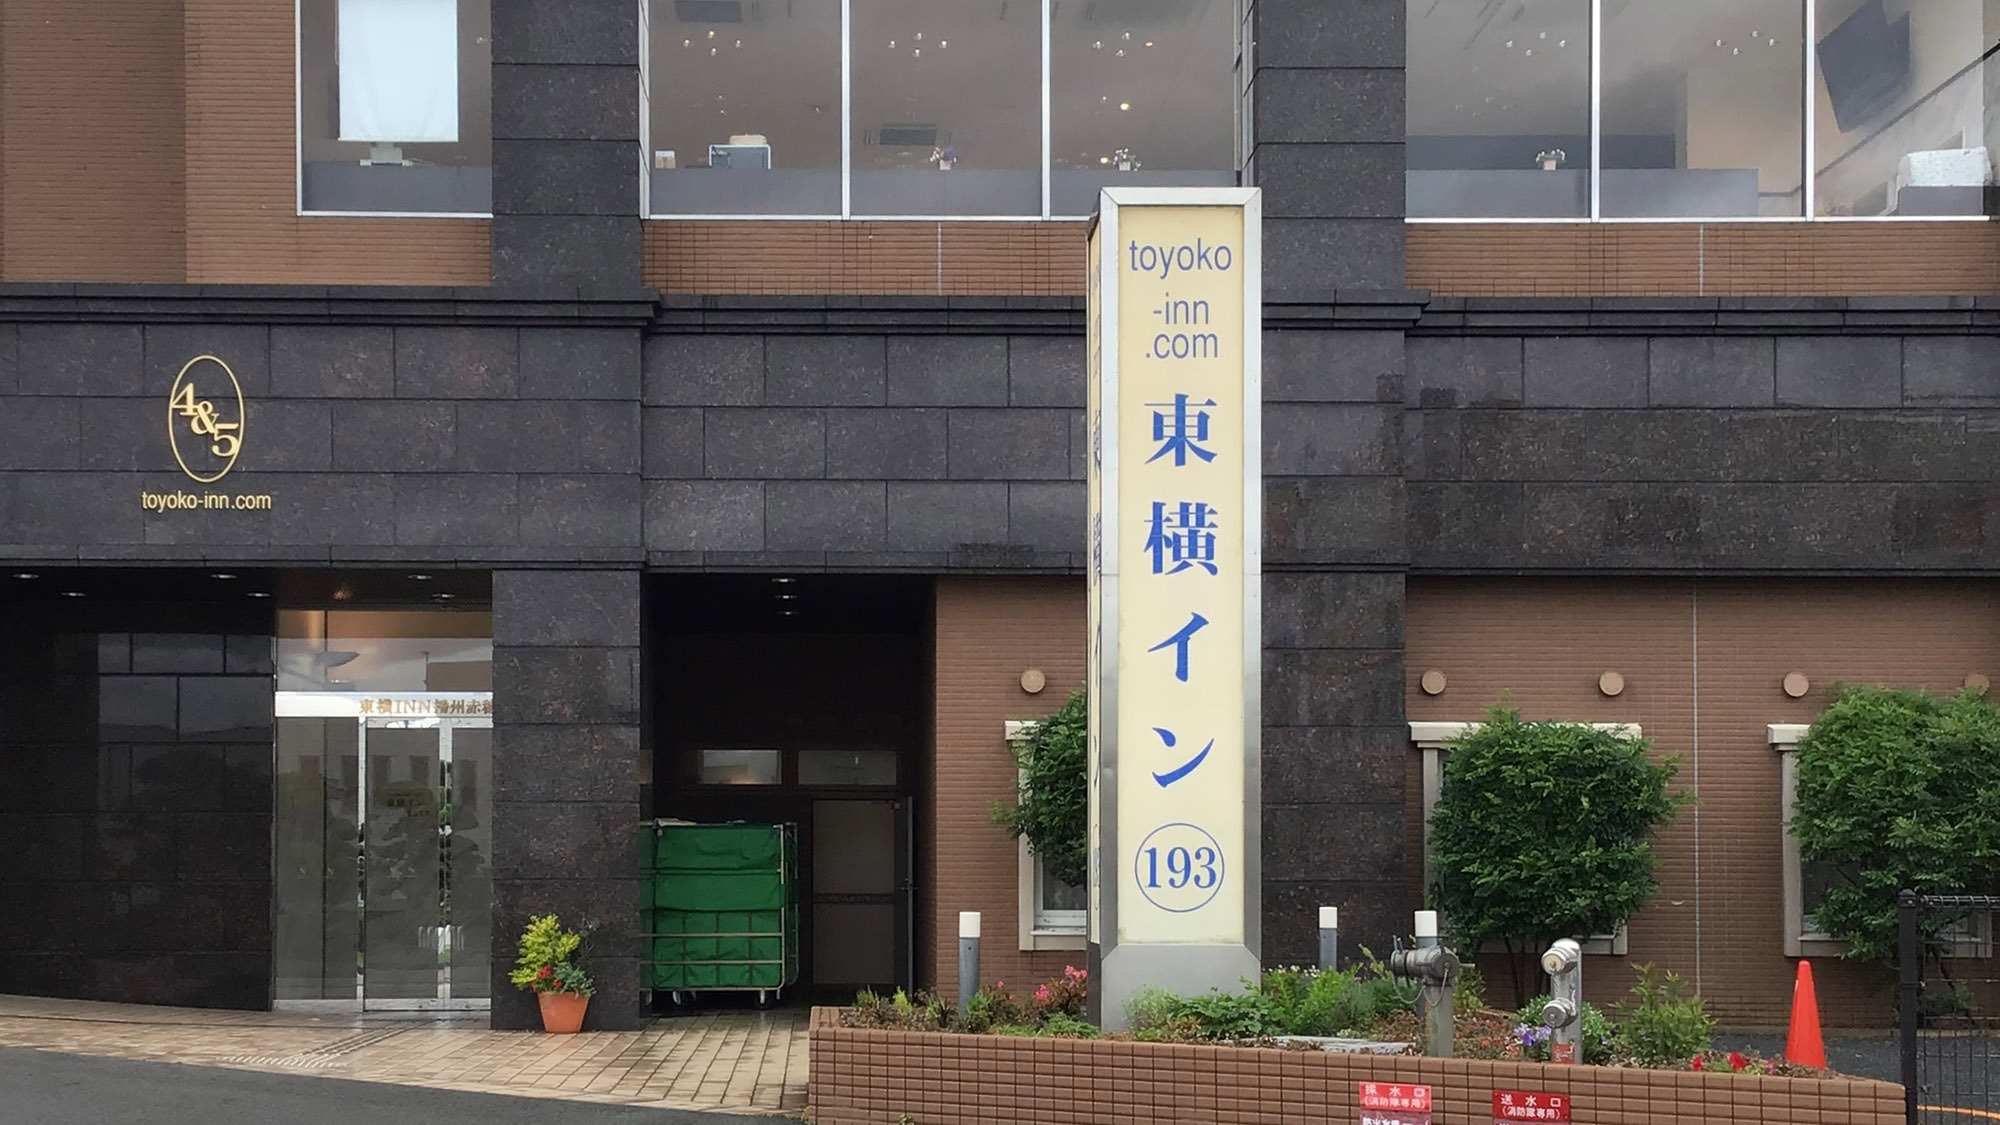 4&5
toyoko-inn.com
東横INN播州赤穂
toyoko
-inn
.com
東横イン
193
採水口
(消防隊専用)
送水口
(消防隊専用)